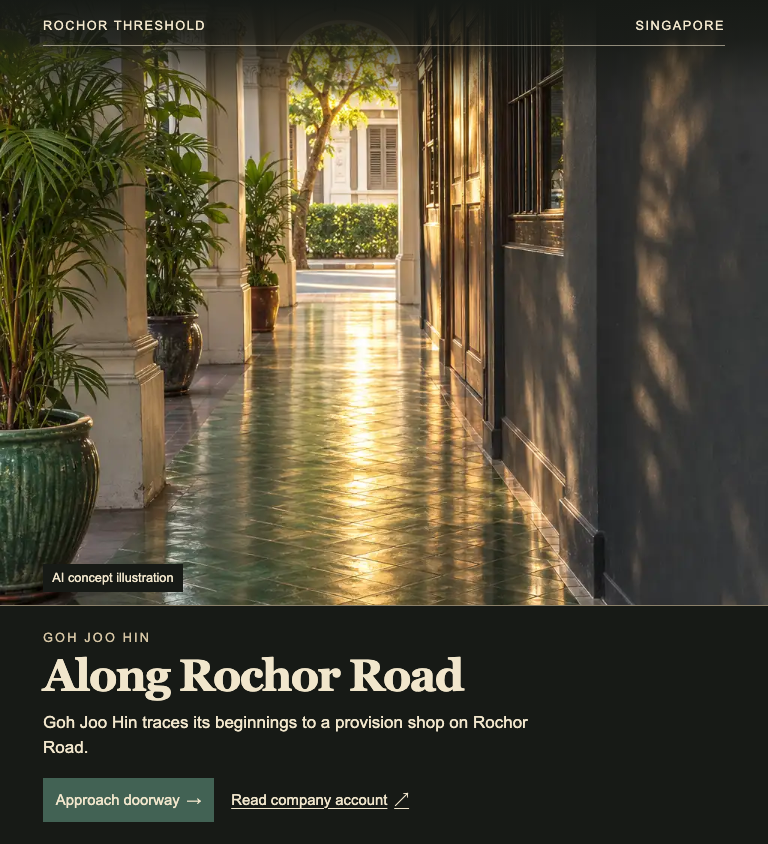 ROCHOR THRESHOLD
SINGAPORE
AI concept illustration
GOH JOO HIN
Along Rochor Road
Goh Joo Hin traces its beginnings to a provision shop on Rochor
Road.
Approach doorway →
Read company account ↗